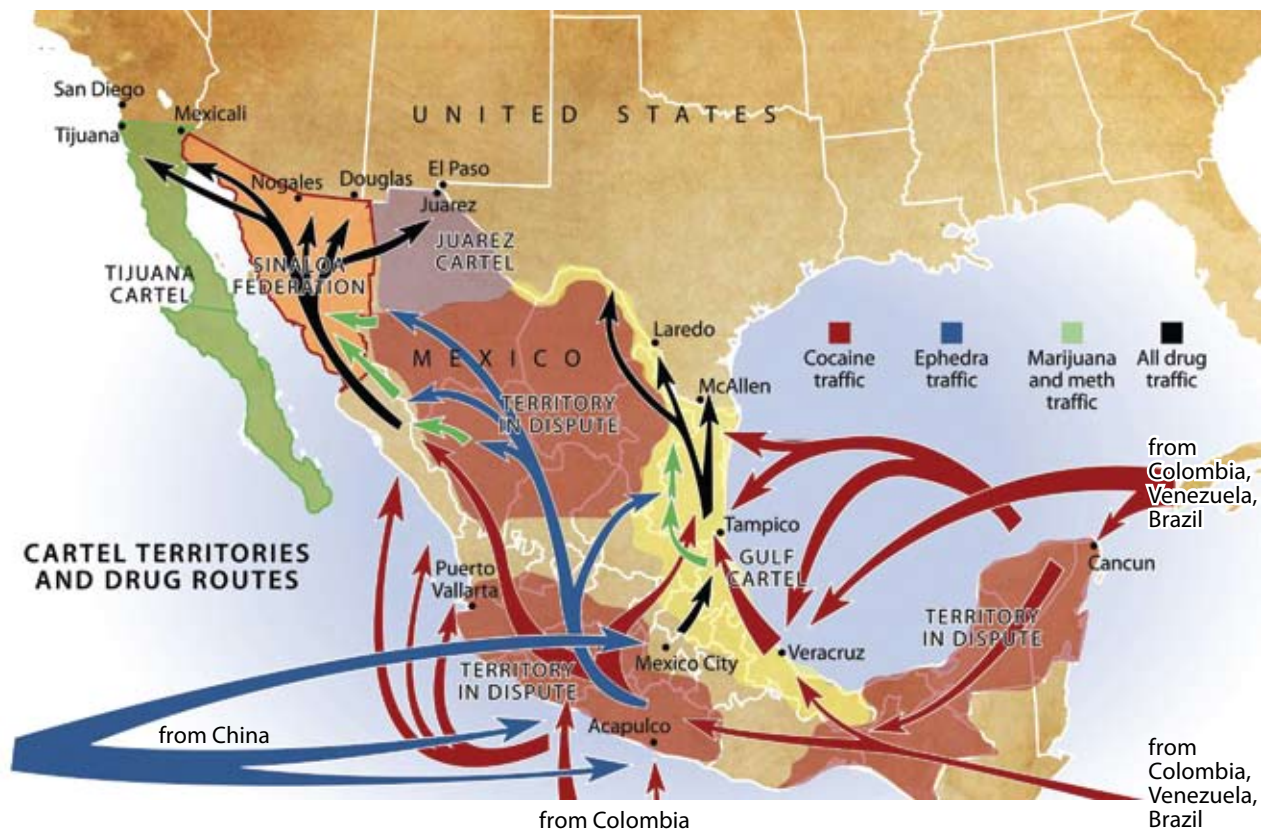 San Diego
Mexicali
Tijuana
UNITED STATES
Nogales
Douglas
El Paso
Juarez
JUAREZ
CARTEL
SINALOA
FEDERATION
TIJUANA
CARTEL
MEXICO
Laredo
McAllen
TERRITORY
IN DISPUTE
Cocaine
traffic
Ephedra
traffic
Marijuana
and meth
traffic
All drug
traffic
from
Colombia,
Venezuela,
Brazil
Tampico
GULF
CARTEL
Cancun
CARTEL TERRITORIES
AND DRUG ROUTES
Puerto
Vallarta
TERRITORY
IN DISPUTE
Mexico City
Veracruz
TERRITORY
IN DISPUTE
Acapulco
from China
from Colombia
from
Colombia,
Venezuela,
Brazil